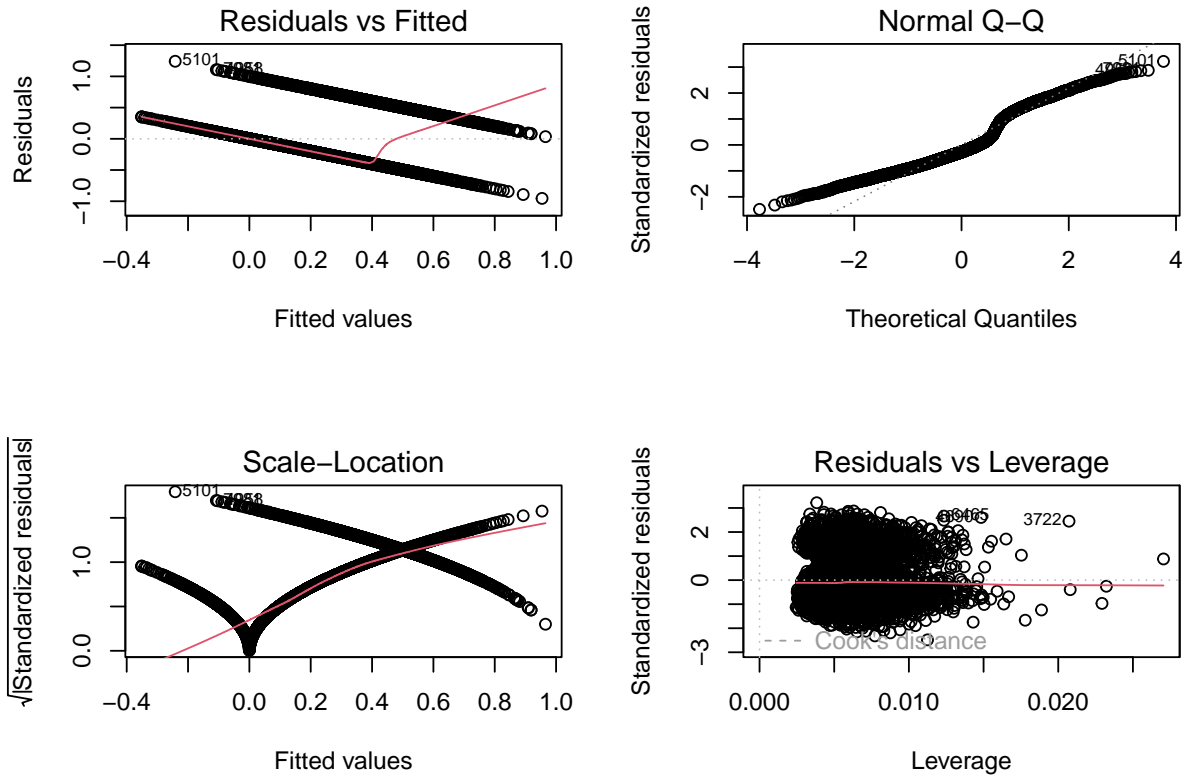 Residuals vs Fitted
Residuals
1.0
0.0
−1.0
5101
−0.4
0.0
0.2
0.4
0.6
0.8
1.0
Fitted values
Normal Q−Q
Standardized residuals
2
0
−2
5101
−4
−2
0
2
4
Theoretical Quantiles
Scale−Location
√|Standardized residuals|
1.0
0.0
5101
−0.4
0.0
0.2
0.4
0.6
0.8
1.0
Fitted values
Residuals vs Leverage
Standardized residuals
2
0
−3
3722
Cook's distance
0.000
0.010
0.020
Leverage